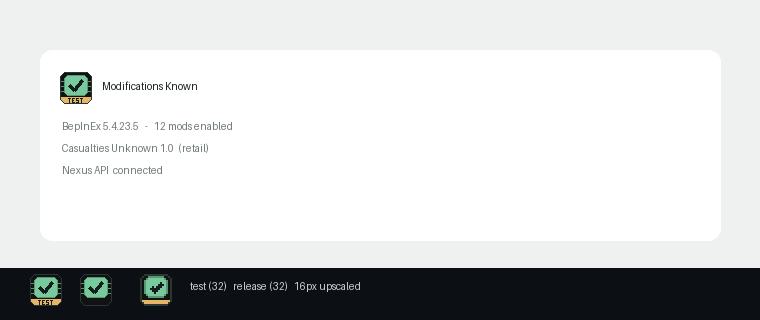 TEST
Modifications Known
BepInEx 5.4.23.5 - 12 mods enabled
Casualties Unknown 1.0 (retail)
Nexus API connected
TEST
test (32) release (32) 16px upscaled